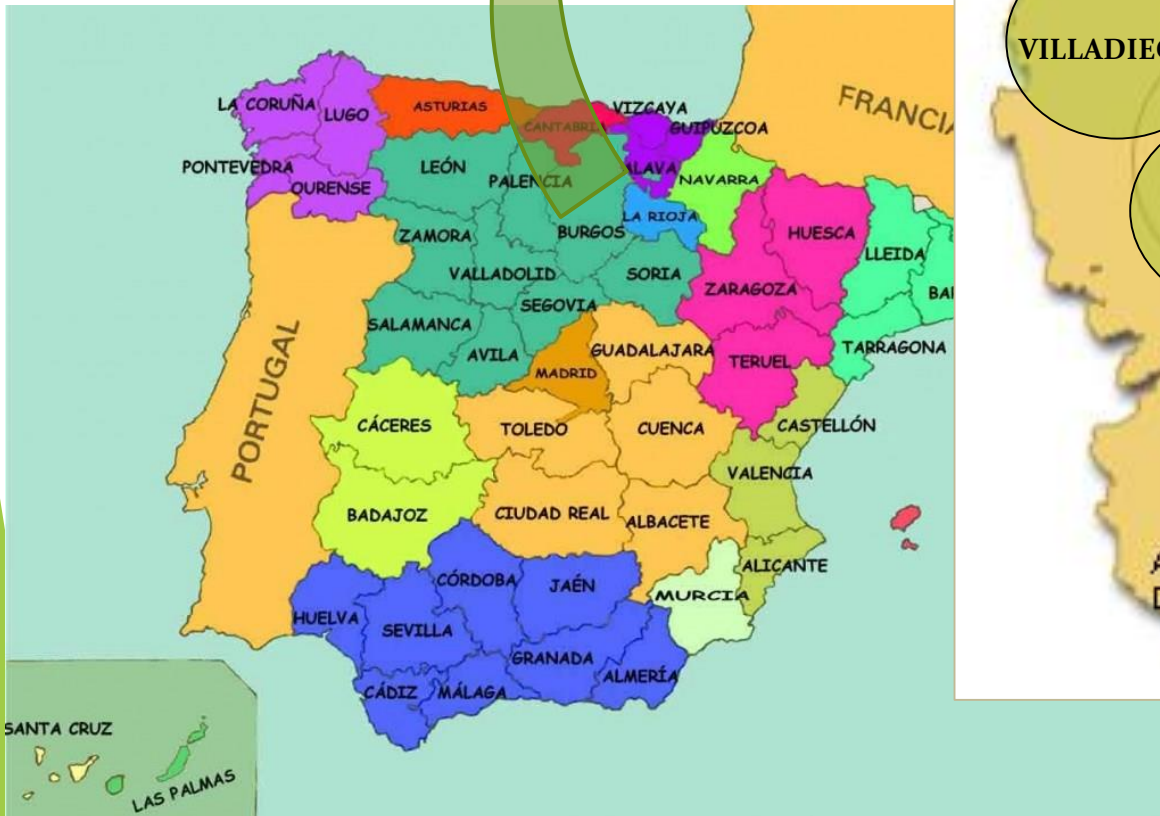 VILLADIEG
FRANCIA
LA CORUÑA
LUGO
ASTURIAS
CANTABRIA
VIZCAYA
GUIPUZCOA
PONTEVEDRA
OURENSE
LEÓN
PALENCIA
ALAVA
NAVARRA
ZAMORA
BURGOS
LA RIOJA
HUESCA
LLEIDA
VALLADOLID
SORIA
ZARAGOZA
BA
SEGOVIA
SALAMANCA
AVILA
MADRID
GUADALAJARA
TERUEL
TARRAGONA
PORTUGAL
CÁCERES
TOLEDO
CUENCA
CASTELLÓN
VALENCIA
BADAJOZ
CIUDAD REAL
ALBACETE
ALICANTE
CÓRDOBA
JAÉN
MURCIA
HUELVA
SEVILLA
GRANADA
ALMERÍA
CÁDIZ
MÁLAGA
SANTA CRUZ
LAS PALMAS